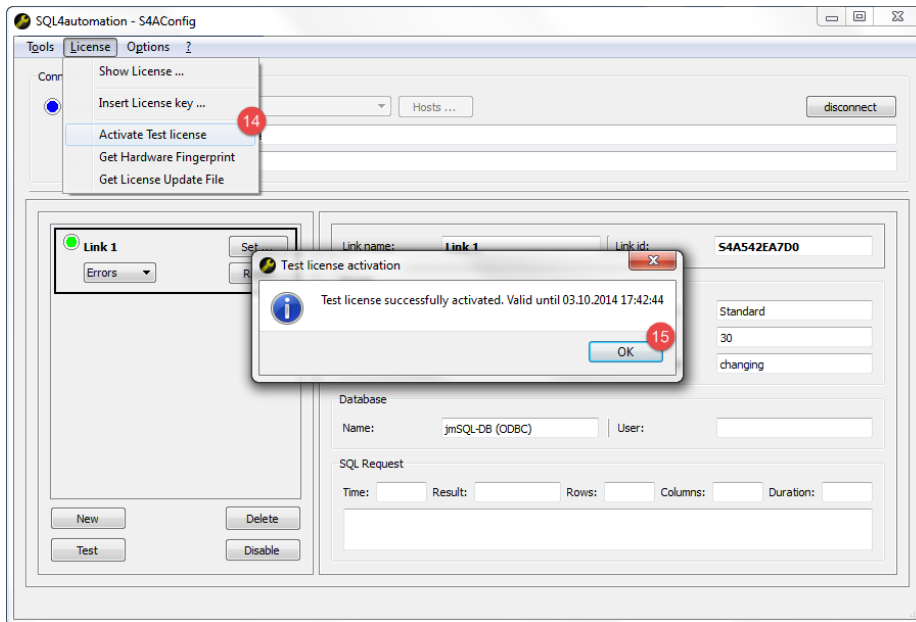 SQL4automation - S4AConfig
Tools License Options ?
Conn
Show License ...
Insert License key ...
Hosts ...
disconnect
14
Activate Test license
Get Hardware Fingerprint
Get License Update File
Link 1
Set ...
Link name:
Link 1
Link id:
S4A542EA7D0
Errors
R
Test license activation
Test license successfully activated. Valid until 03.10.2014 17:42:44
Standard
15
30
OK
changing
Database
Name:
jmSQL-DB (ODBC)
User:
SQL Request
Time:
Result:
Rows:
Columns:
Duration:
New
Delete
Test
Disable